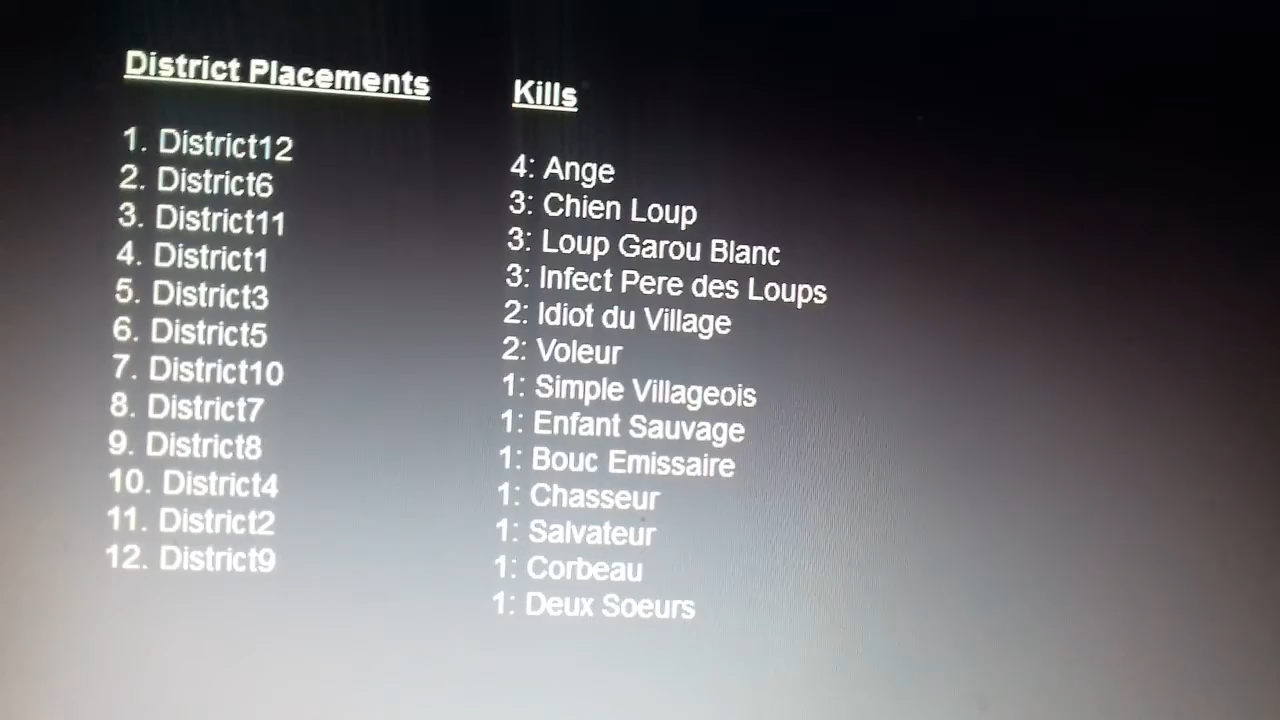 District Placements
1. District12
2. District6
3. District11
4. District1
5. District3
6. District5
7. District10
8. District7
9. District8
10. District4
11. District2
12. District9
Kills
4: Ange
3: Chien Loup
3: Loup Garou Blanc
3: Infect Pere des Loups
2: Idiot du Village
2: Voleur
1: Simple Villageois
1: Enfant Sauvage
1: Bouc Emissaire
1: Chasseur
1: Salvateur
1: Corbeau
1: Deux Soeurs